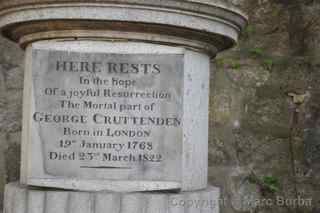 HERE RESTS
In the hope
Of a joyful Resurrection
The Mortal part of
GEORGE CRUTTENDEN
Born in LONDON
19th January 1768
Died 23rd March 1822
Copyright © Marc Burba